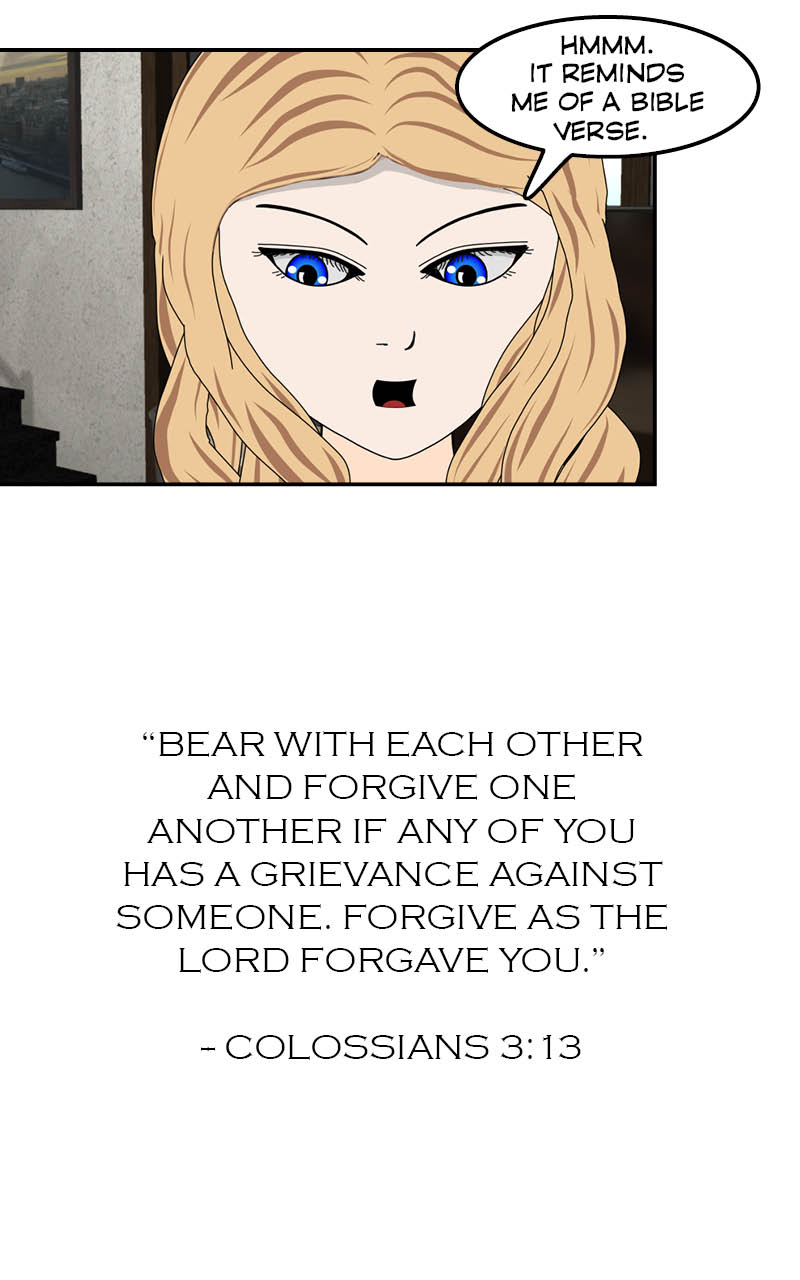 HMMM.
IT REMINDS
ME OF A BIBLE
VERSE.
“BEAR WITH EACH OTHER
AND FORGIVE ONE
ANOTHER IF ANY OF YOU
HAS A GRIEVANCE AGAINST
SOMEONE. FORGIVE AS THE
LORD FORGAVE YOU.”
– COLOSSIANS 3:13